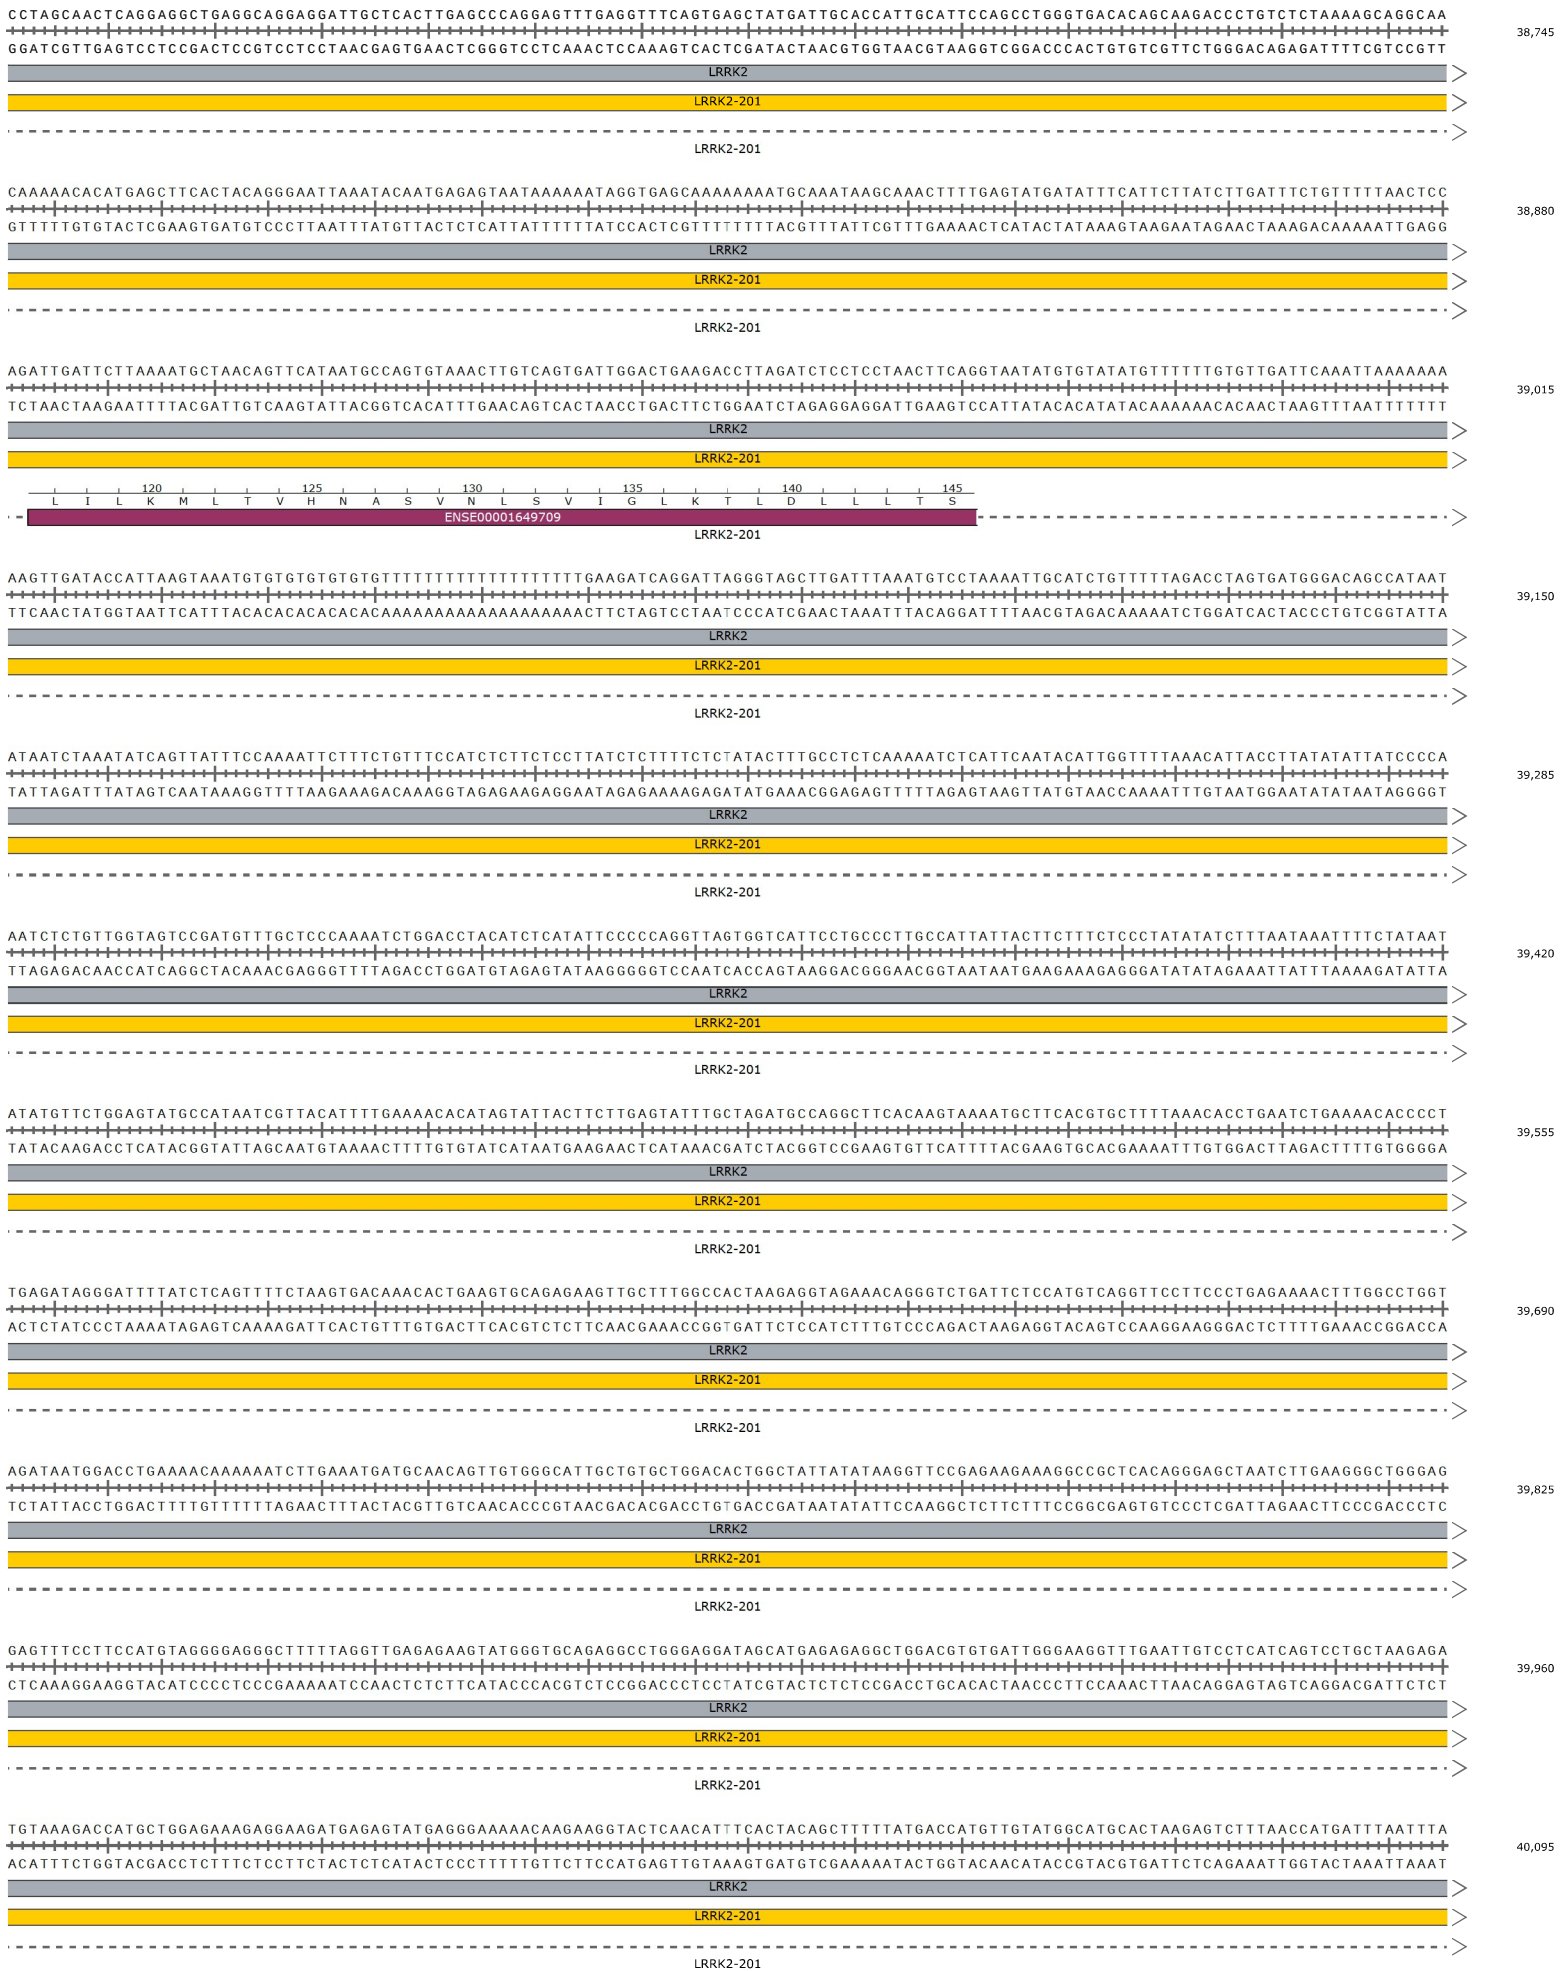 CCTAGCAACTCAGGAGGCTGAGGCAGGAGGATTGCTCACTTGAGCCCAGGAGTTTGAGGTTTCAGTGAGCTATGATTGCACCATTGCATTCCAGCCTGGGTGACACAGCAAGACCCTGTCTCTAAAAGCAGGCAA
38,745
GGATCGTTGAGTCCTCCGACTCCGTCCTCCTAACGAGTGAACTCGGGTCCTCAAACTCCAAAGTCACTCGATACTAACGTGGTAACGTAAGGTCGGACCCACTGTGTCGTTCTGGGACAGAGATTTTCGTCCGTT
LRRK2
LRRK2-201
LRRK2-201
CAAAAACACATGAGCTTCACTACAGGGAATTAAATACAATGAGAGTAATAAAAAATAGGTGAGCAAAAAAAATGCAAATAAGCAAACTTTTGAGTATGATATTTCATTCTTATCTTGATTTCTGTTTTTAACTCC
38,880
GTTTTTGTGTACTCGAAGTGATGTCCCTTAATTTATGTTACTCTCATTATTTTTTATCCACTCGTTTTTTTTACGTTTATTCGTTTGAAAACTCATACTATAAAGTAAGAATAGAACTAAAGACAAAAATTGAGG
LRRK2
LRRK2-201
LRRK2-201
AGATTGATTCTTAAAATGCTAACAGTTCATAATGCCAGTGTAAACTTGTCAGTGATTGGACTGAAGACCTTAGATCTCCTCCTAACTTCAGGTAATATGTGTATATGTTTTTTGTGTTGATTCAAATTAAAAAAA
39,015
TCTAACTAAGAATTTTACGATTGTCAAGTATTACGGTCACATTTGAACAGTCACTAACCTGACTTCTGGAATCTAGAGGAGGATTGAAGTCCATTATACACATATACAAAAAACACAACTAAGTTTAATTTTTTT
LRRK2
LRRK2-201
120 125 130 135 140 145
L I L K M L T V H N A S V N L S V I G L K T L D L L L T S
ENSE00001649709
LRRK2-201
AAGTTGATACCATTAAGTAAATGTGTGTGTGTGTGTTTTTTTTTTTTTTTTTTTGAAGATCAGGATTAGGGTAGCTTGATTTAAATGTCCTAAAATTGCATCTGTTTTTAGACCTAGTGATGGGACAGCCATAAT
39,150
TTCAACTATGGTAATTCATTTACACACACACACACAAAAAAAAAAAAAAAAAAACTTCTAGTCCTAATCCCATCGAACTAAATTTACAGGATTTTAACGTAGACAAAAATCTGGATCACTACCCTGTCGGTATTA
LRRK2
LRRK2-201
LRRK2-201
ATAATCTAAATATCAGTTATTTCCAAAATTCTTTCTGTTTCCATCTCTTCTCCTTATCTCTTTTCTCTATACTTTGCCTCTCAAAAATCTCATTCAATACATTGGTTTTAAACATTACCTTATATATTATCCCCA
39,285
TATTAGATTTATAGTCAATAAAGGTTTTAAGAAAGACAAAGGTAGAGAAGAGGAATAGAGAAAAGAGATATGAAACGGAGAGTTTTTAGAGTAAGTTATGTAACCAAAATTTGTAATGGAATATATAATAGGGGT
LRRK2
LRRK2-201
LRRK2-201
AATCTCTGTTGGTAGTCCGATGTTTGCTCCCAAAATCTGGACCTACATCTCATATTCCCCCAGGTTAGTGGTCATTCCTGCCCTTGCCATTATTACTTCTTTCTCCCTATATATCTTTAATAAATTTTCTATAAT
39,420
TTAGAGACAACCATCAGGCTACAAACGAGGGTTTTAGACCTGGATGTAGAGTATAAGGGGGTCCAATCACCAGTAAGGACGGGAACGGTAATAATGAAGAAAGAGGGATATATAGAAATTATTTAAAAGATATTA
LRRK2
LRRK2-201
LRRK2-201
ATATGTTCTGGAGTATGCCATAATCGTTACATTTTGAAAACACATAGTATTACTTCTTGAGTATTTGCTAGATGCCAGGCTTCACAAGTAAAATGCTTCACGTGCTTTTAAACACCTGAATCTGAAAACACCCCT
39,555
TATACAAGACCTCATACGGTATTAGCAATGTAAAACTTTTGTGTATCATAATGAAGAACTCATAAACGATCTACGGTCCGAAGTGTTCATTTTACGAAGTGCACGAAAATTTGTGGACTTAGACTTTTGTGGGGA
LRRK2
LRRK2-201
LRRK2-201
TGAGATAGGGATTTTATCTCAGTTTTCTAAGTGACAAACACTGAAGTGCAGAGAAGTTGCTTTGGCCACTAAGAGGTAGAAACAGGGTCTGATTCTCCATGTCAGGTTCCTTCCCTGAGAAAACTTTGGCCTGGT
39,690
ACTCTATCCCTAAAATAGAGTCAAAAGATTCACTGTTTGTGACTTCACGTCTCTTCAACGAAACCGGTGATTCTCCATCTTTGTCCCAGACTAAGAGGTACAGTCCAAGGAAGGGACTCTTTTGAAACCGGACCA
LRRK2
LRRK2-201
LRRK2-201
AGATAATGGACCTGAAAACAAAAAATCTTGAAATGATGCAACAGTTGTGGGCATTGCTGTGCTGGACACTGGCTATTATATAAGGTTCCGAGAAGAAAGGCCGCTCACAGGGAGCTAATCTTGAAGGGCTGGGAG
39,825
TCTATTACCTGGACTTTTGTTTTTTAGAACTTTACTACGTTGTCAACACCCGTAACGACACGACCTGTGACCGATAATATATTCCAAGGCTCTTCTTTCCGGCGAGTGTCCCTCGATTAGAACTTCCCGACCCTC
LRRK2
LRRK2-201
LRRK2-201
GAGTTTCCTTCCATGTAGGGGAGGGCTTTTTAGGTTGAGAGAAGTATGGGTGCAGAGGCCTGGGAGGATAGCATGAGAGAGGCTGGACGTGTGATTGGGAAGGTTTGAATTGTCCTCATCAGTCCTGCTAAGAGA
39,960
CTCAAAGGAAGGTACATCCCCTCCCGAAAAATCCAACTCTCTTCATACCCACGTCTCCGGACCCTCCTATCGTACTCTCTCCGACCTGCACACTAACCCTTCCAAACTTAACAGGAGTAGTCAGGACGATTCTCT
LRRK2
LRRK2-201
LRRK2-201
TGTAAAGACCATGCTGGAGAAAGAGGAAGATGAGAGTATGAGGGAAAAACAAGAAGGTACTCAACATTTCACTACAGCTTTTTATGACCATGTTGTATGGCATGCACTAAGAGTCTTTAACCATGATTTAATTTA
40,095
ACATTTCTGGTACGACCTCTTTCTCCTTCTACTCTCATACTCCCTTTTTGTTCTTCCATGAGTTGTAAAGTGATGTCGAAAAATACTGGTACAACATACCGTACGTGATTCTCAGAAATTGGTACTAAATTAAAT
LRRK2
LRRK2-201
LRRK2-201